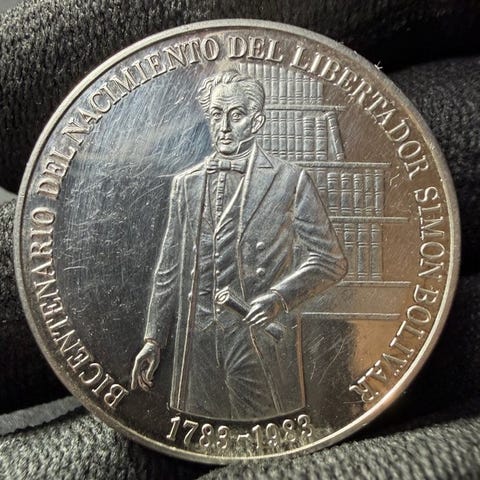 BICENTENARIO DEL NACIMIENTO DEL LIBERTADOR SIMON BOLIVAR
1783-1983